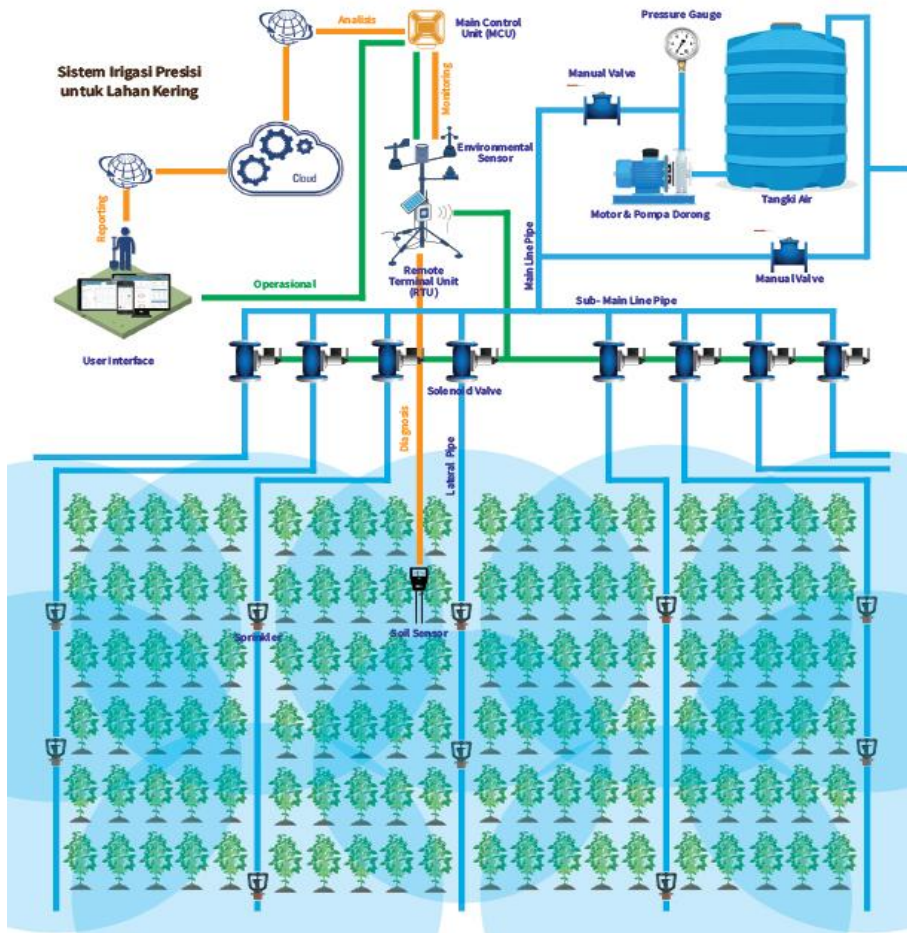 Analisis
Main Control
Unit (MCU)
Pressure Gauge
Sistem Irigasi Presisi
untuk Lahan Kering
Monitoring
Manual Valve
Environmental
Sensor
Cloud
Reporting
Motor & Pompa Dorong
Tangki Air
Main Line Pipe
Remote
Terminal Unit
(RTU)
Operasional
Manual Valve
Sub- Main Line Pipe
User Interface
Solenoid Valve
Diagnosis
Lateral Pipe
Sprinkler
Soil Sensor